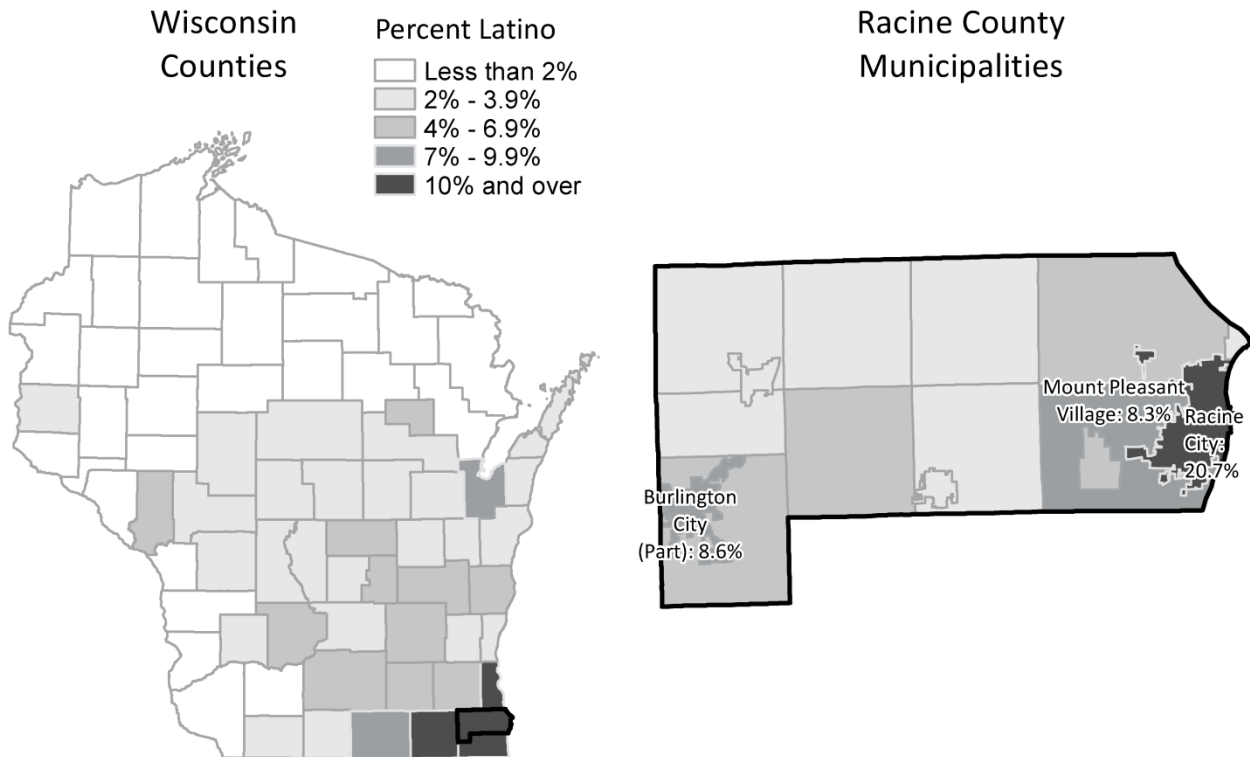 Wisconsin
Counties
Percent Latino
Less than 2%
2% - 3.9%
4% - 6.9%
7% - 9.9%
10% and over
Racine County
Municipalities
Mount Pleasant
Village: 8.3%
Racine
City:
20.7%
Burlington
City
(Part): 8.6%